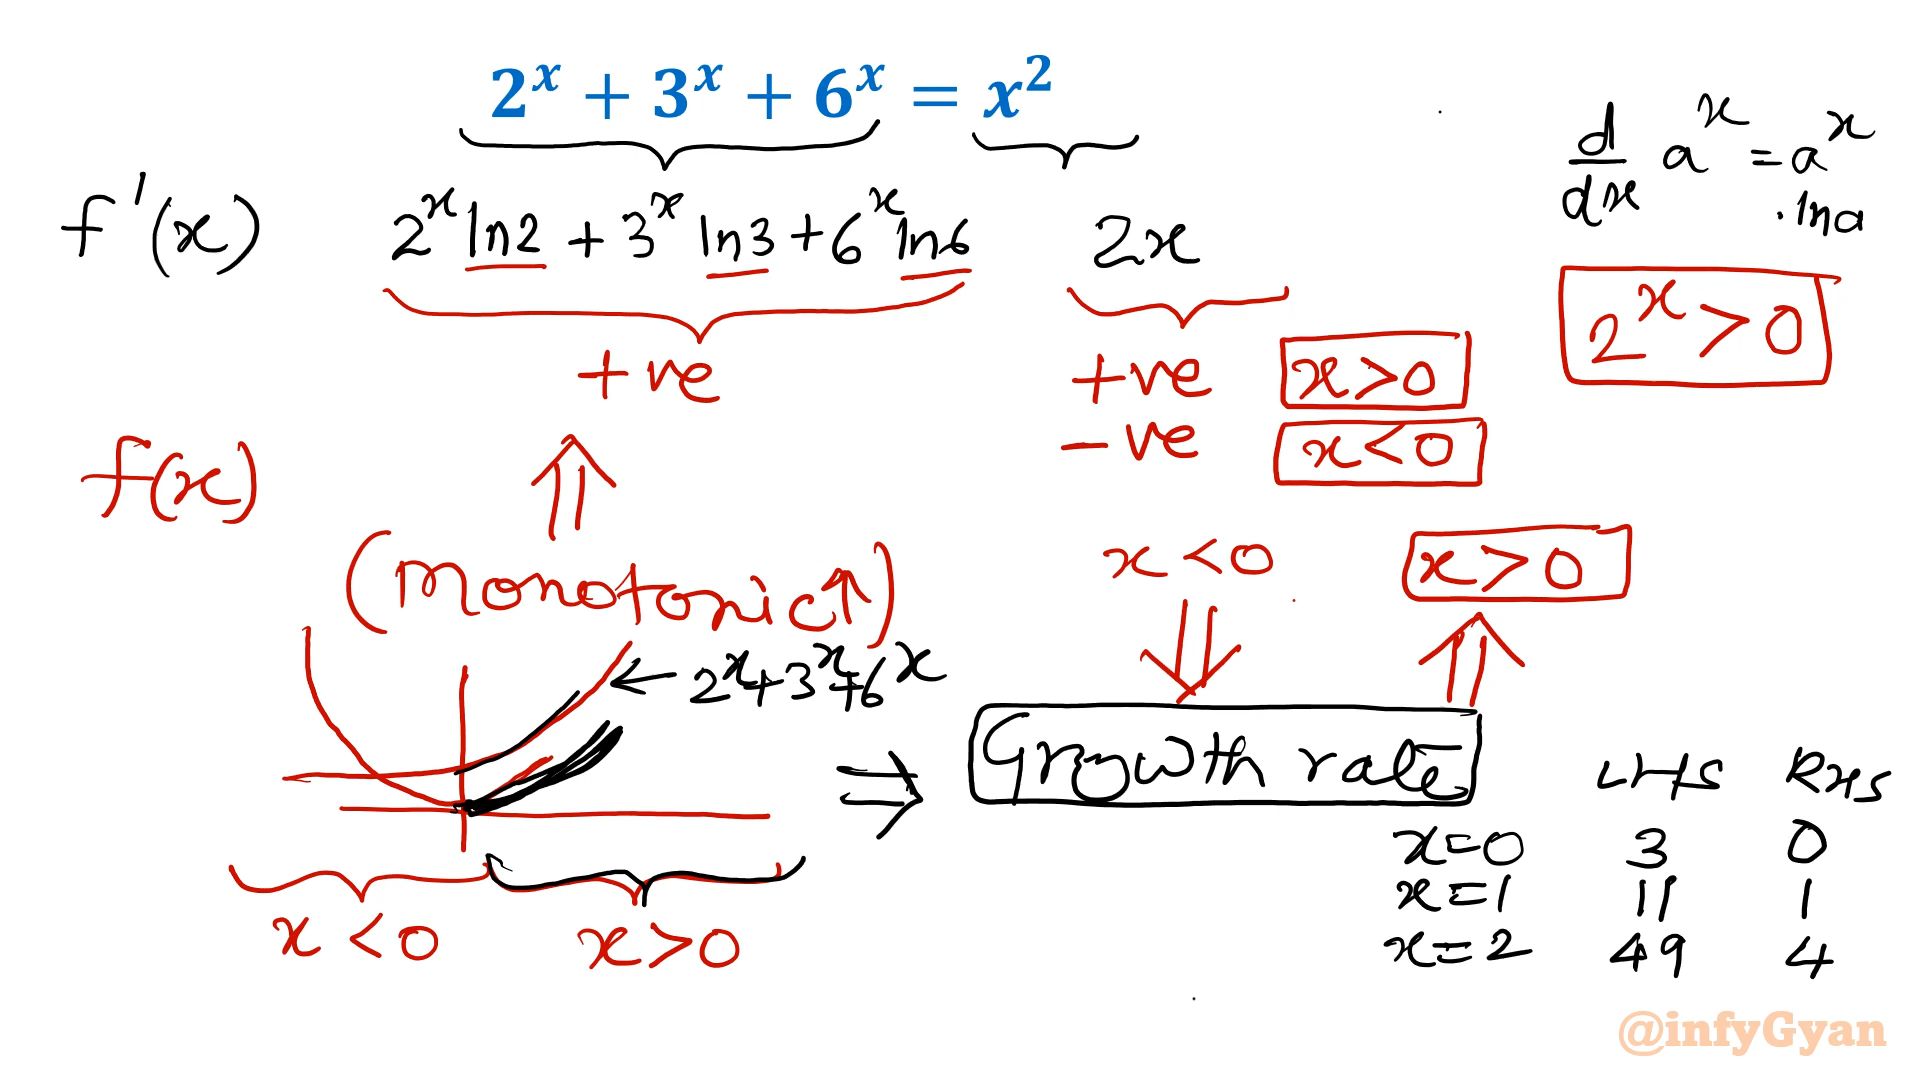 2^x + 3^x + 6^x = x^2
d/dx a^x = a^x . ln a
f'(x) 2^x ln2 + 3^x ln3 + 6^x ln6 2x
2^x > 0
+ve +ve x>0
-ve x<0
f(x)
(Monotonic↑)
x<0 x>0
← 2^x+3^x+6^x
⇒ Growth rate
LHS RHS
x=0 3 0
x=1 11 1
x=2 49 4
x<0 x>0
@infyGyan